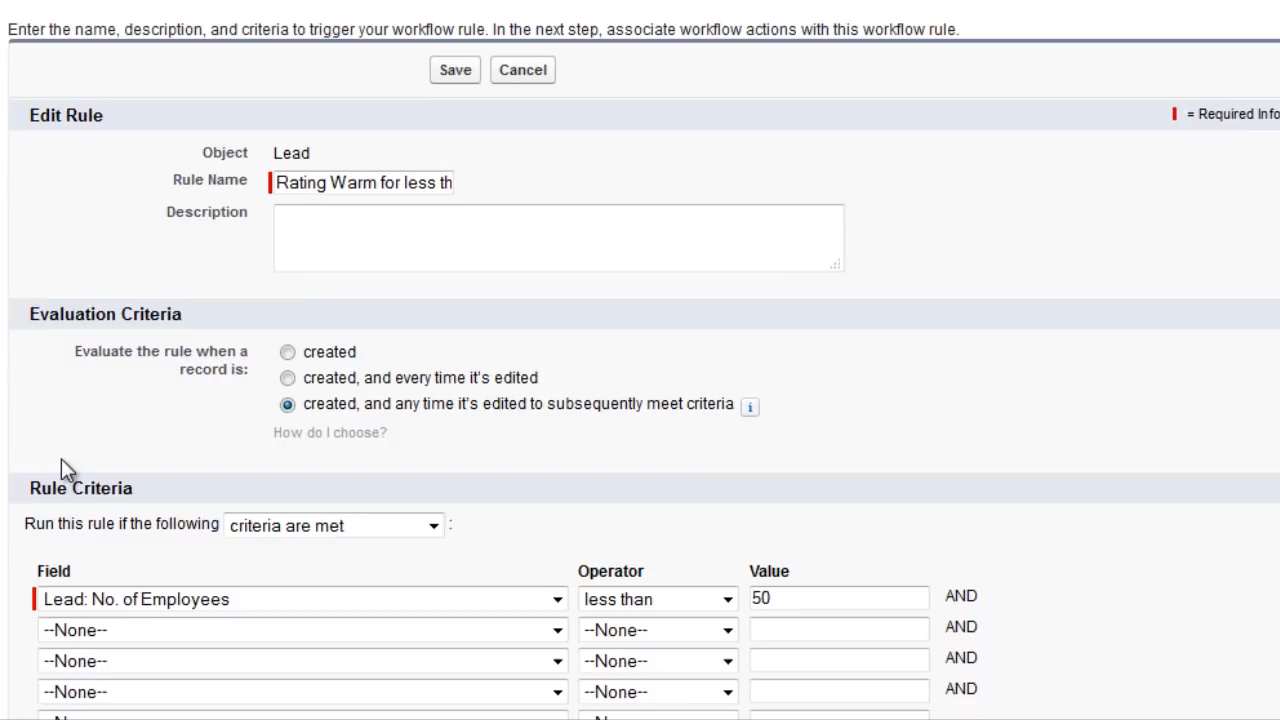 Enter the name, description, and criteria to trigger your workflow rule. In the next step, associate workflow actions with this workflow rule.
Save Cancel
Edit Rule = Required Info
Object Lead
Rule Name Rating Warm for less th
Description
Evaluation Criteria
Evaluate the rule when a
record is:
created
created, and every time it's edited
created, and any time it's edited to subsequently meet criteria i
How do I choose?
Rule Criteria
Run this rule if the following criteria are met :
Field Operator Value
Lead: No. of Employees less than 50 AND
--None-- --None-- AND
--None-- --None-- AND
--None-- --None-- AND